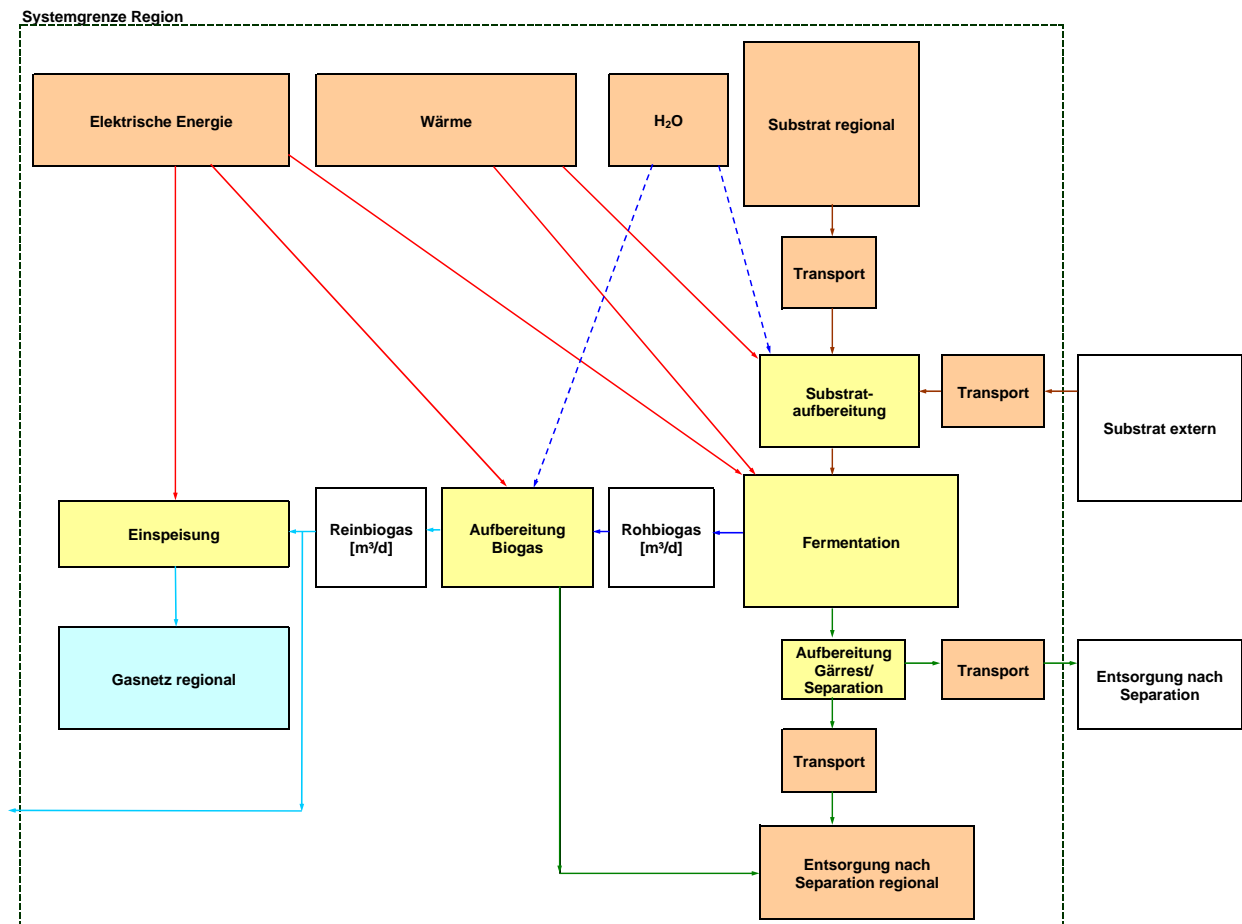 Systemgrenze Region
Elektrische Energie
Wärme
H₂O
Substrat regional
Transport
Substrat-
aufbereitung
Transport
Substrat extern
Einspeisung
Reinbiogas
[m³/d]
Aufbereitung
Biogas
Rohbiogas
[m³/d]
Fermentation
Gasnetz regional
Aufbereitung
Gärrest/
Separation
Transport
Entsorgung nach
Separation
Transport
Entsorgung nach
Separation regional